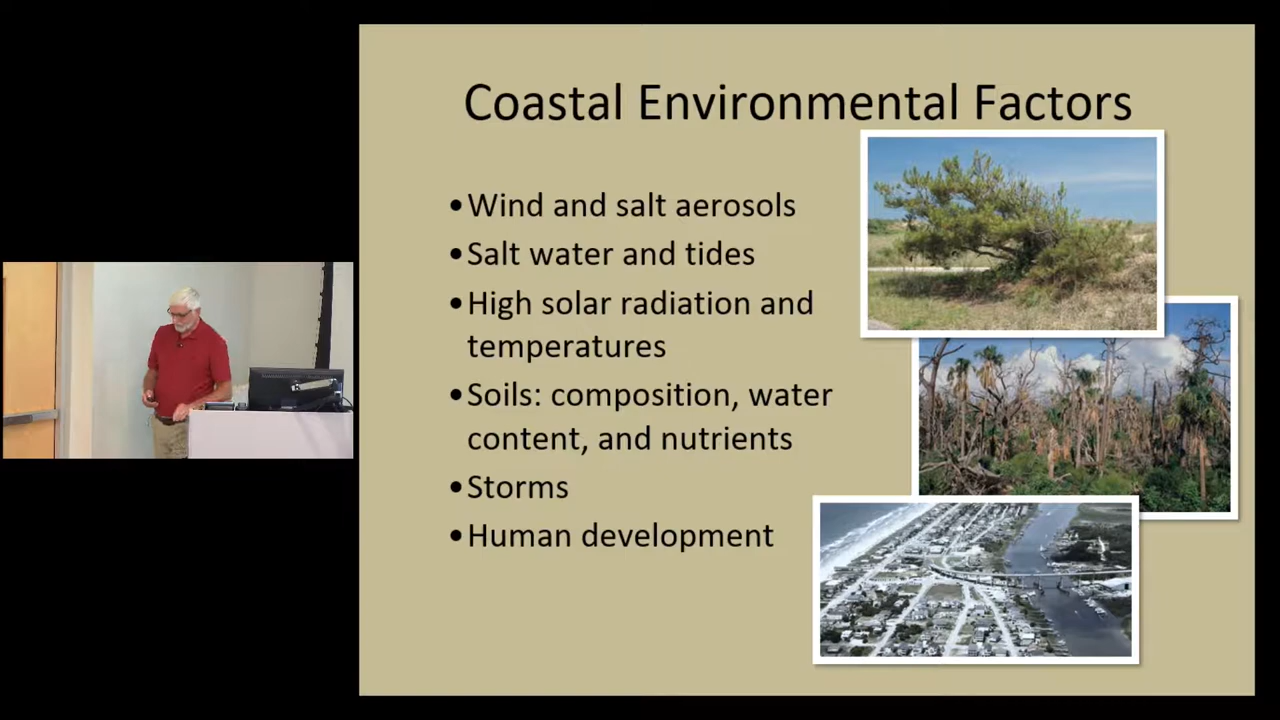 Coastal Environmental Factors
•Wind and salt aerosols
•Salt water and tides
•High solar radiation and
temperatures
•Soils: composition, water
content, and nutrients
•Storms
•Human development